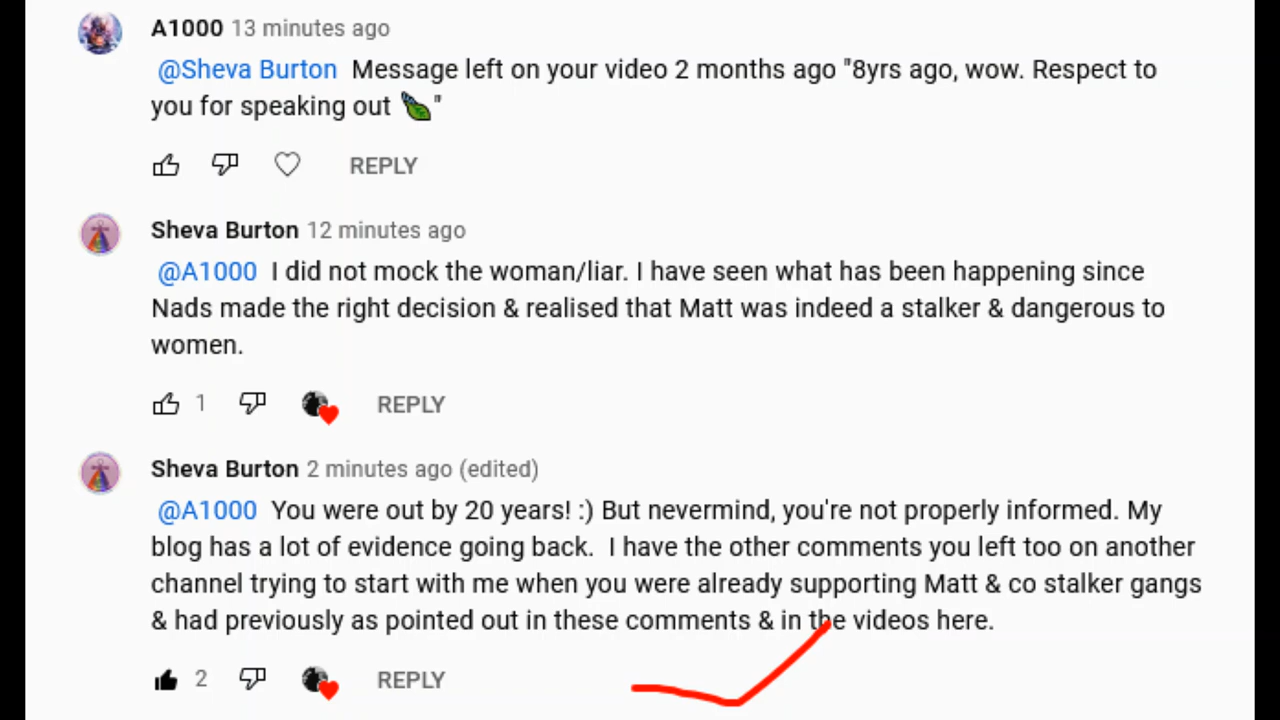 A1000 13 minutes ago
@Sheva Burton Message left on your video 2 months ago "8yrs ago, wow. Respect to
you for speaking out "
REPLY
Sheva Burton 12 minutes ago
@A1000 I did not mock the woman/liar. I have seen what has been happening since
Nads made the right decision & realised that Matt was indeed a stalker & dangerous to
women.
1 REPLY
Sheva Burton 2 minutes ago (edited)
@A1000 You were out by 20 years! :) But nevermind, you're not properly informed. My
blog has a lot of evidence going back. I have the other comments you left too on another
channel trying to start with me when you were already supporting Matt & co stalker gangs
& had previously as pointed out in these comments & in the videos here.
2 REPLY